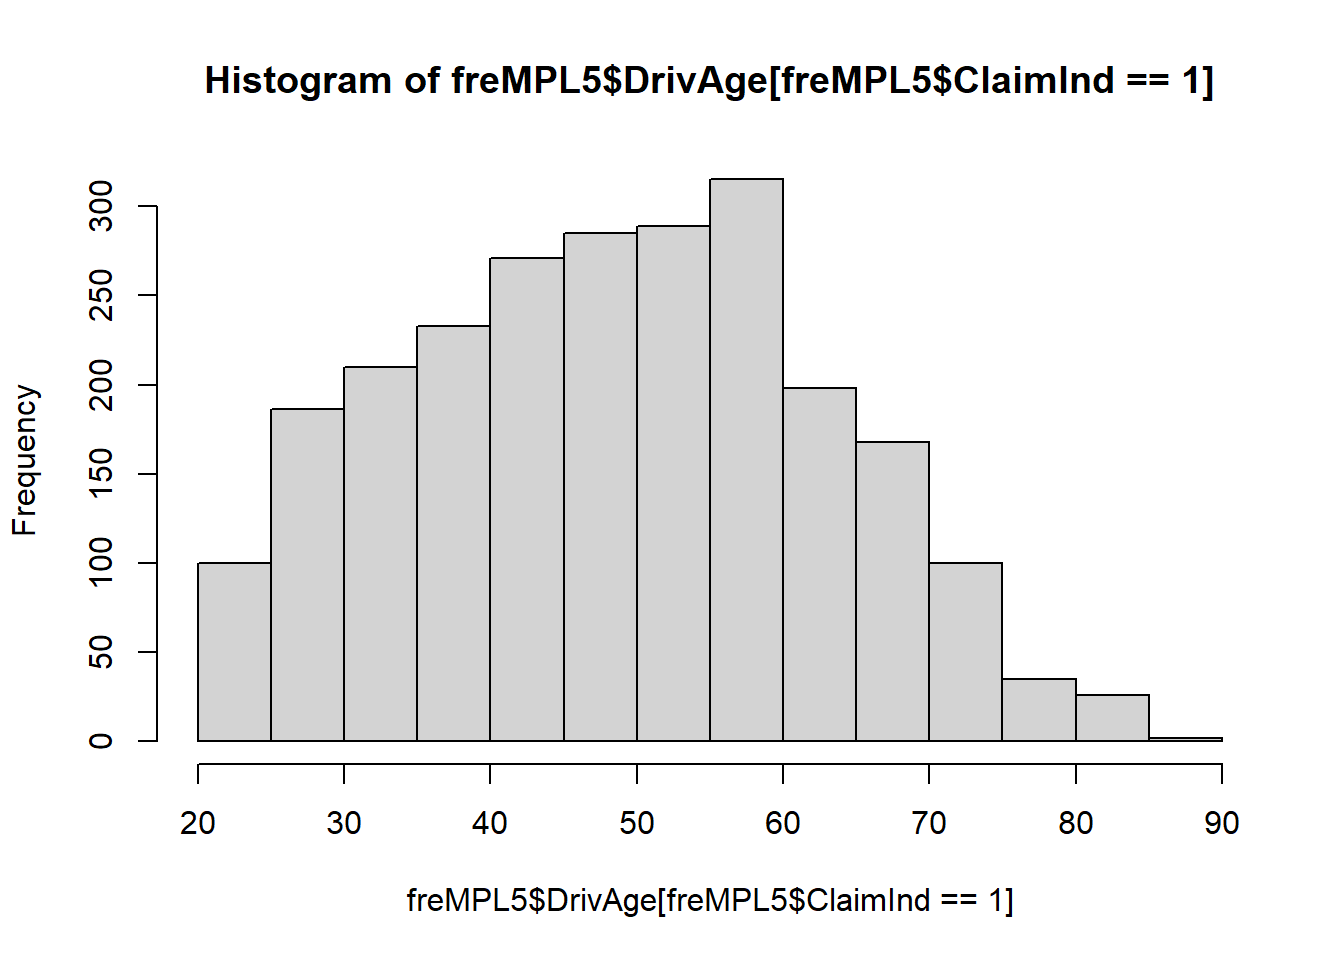 Histogram of freMPL5$DrivAge[freMPL5$ClaimInd == 1]
Frequency
300
250
200
150
100
50
0
20 30 40 50 60 70 80 90
freMPL5$DrivAge[freMPL5$ClaimInd == 1]